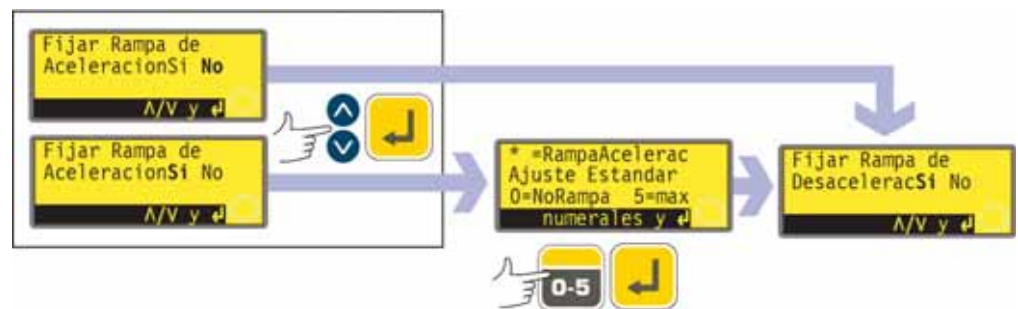 Fijar Rampa de
AceleracionSi No
Λ/V y ↲
Fijar Rampa de
AceleracionSi No
Λ/V y ↲
* =RampaAcelerac
Ajuste Estandar
0=NoRampa 5=max
numerales y ↲
0-5
Fijar Rampa de
DesaceleracSi No
Λ/V y ↲